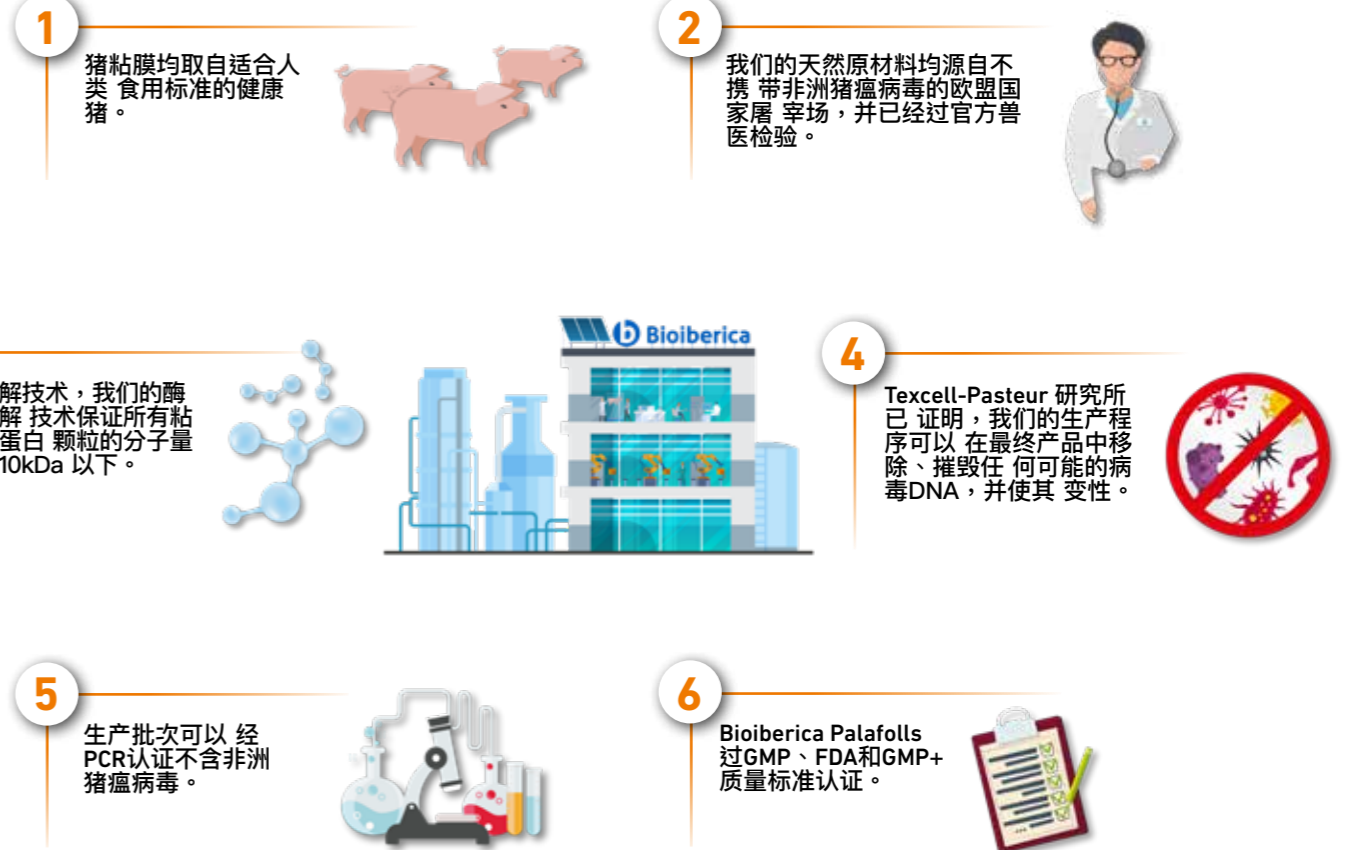 1
猪粘膜均取自适合人
类 食用标准的健康
猪。
2
我们的天然原材料均源自不
携 带非洲猪瘟病毒的欧盟国
家屠 宰场，并已经过官方兽
医检验。
解技术，我们的酶
解 技术保证所有粘
蛋白 颗粒的分子量
10kDa 以下。
Bioiberica
4
Texcell-Pasteur 研究所
已 证明，我们的生产程
序可以 在最终产品中移
除、摧毁任 何可能的病
毒DNA，并使其 变性。
5
生产批次可以 经
PCR认证不含非洲
猪瘟病毒。
6
Bioiberica Palafolls
过GMP、FDA和GMP+
质量标准认证。